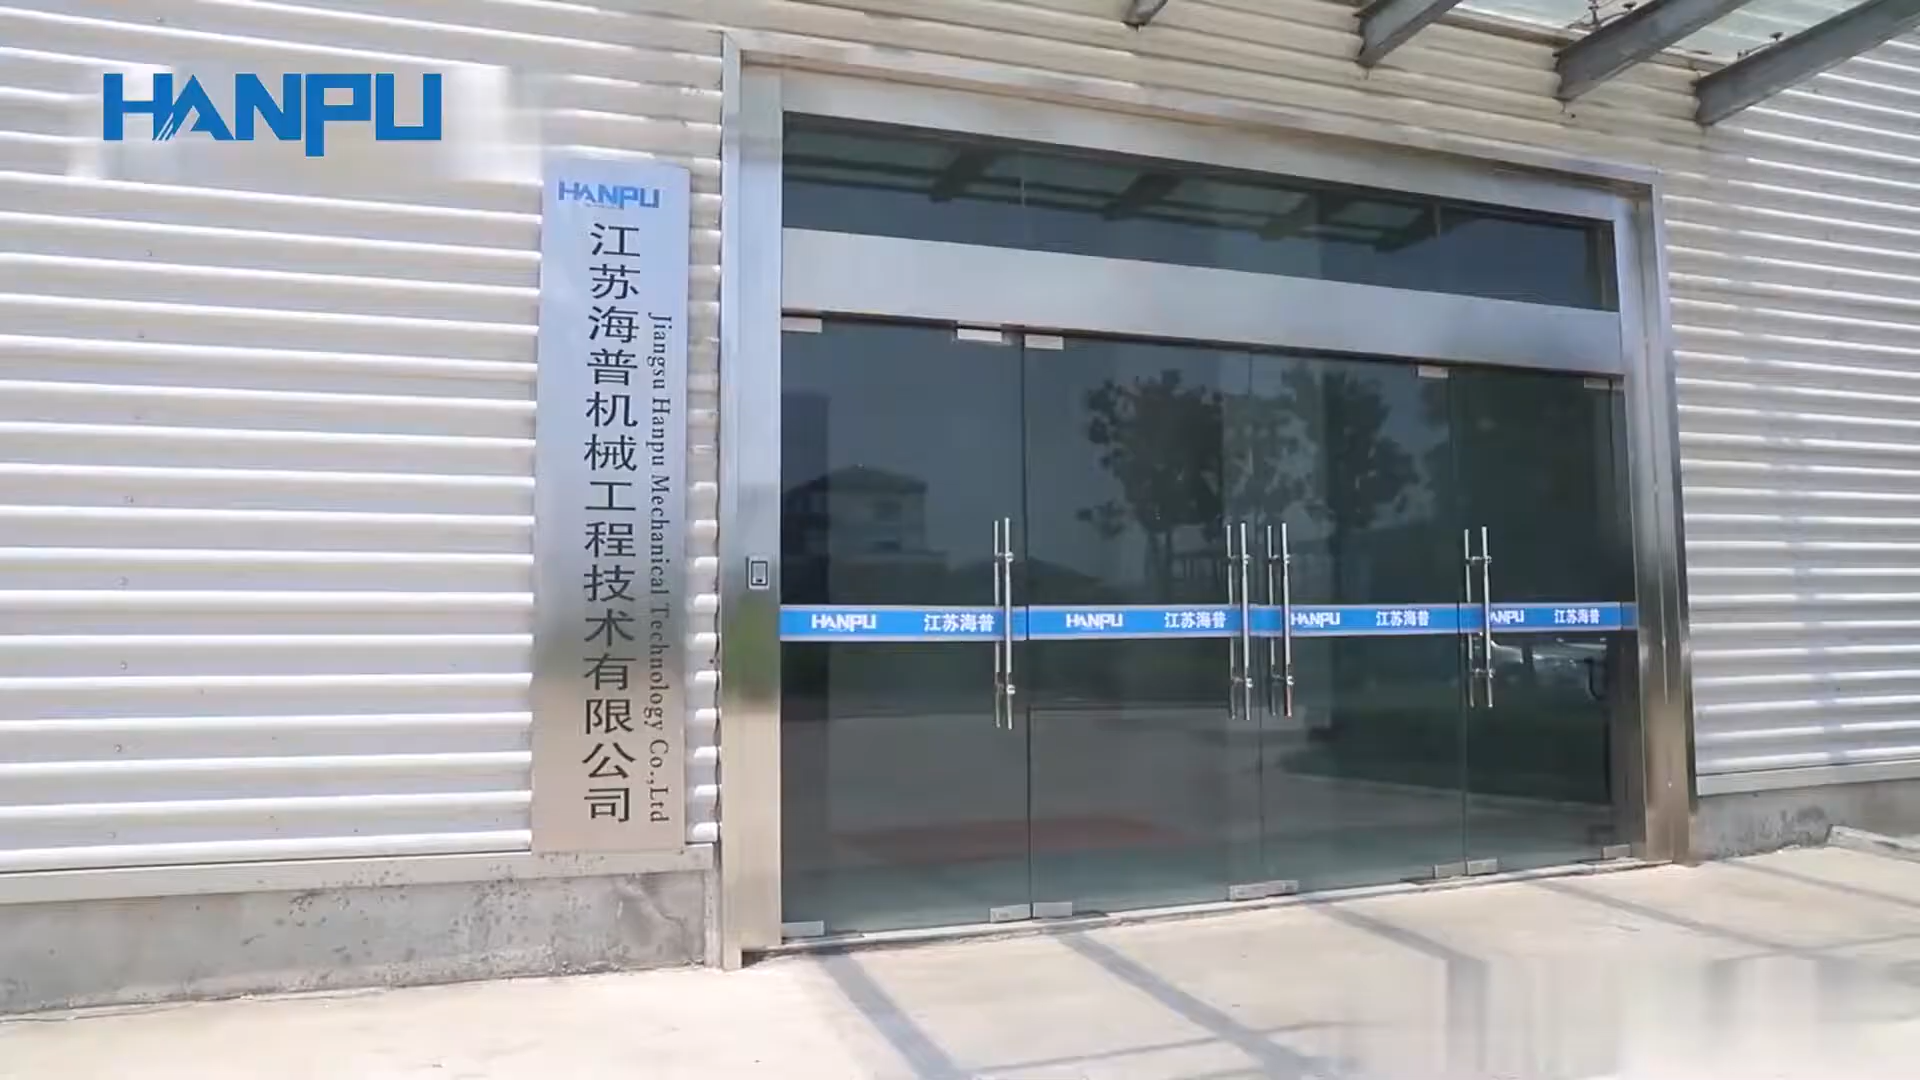 HANPU
HANPU
江苏海普机械工程技术有限公司
Jiangsu Hanpu Mechanical Technology Co.,Ltd
HANPU 江苏海普 HANPU 江苏海普 HANPU 江苏海普 ANPU 江苏海普